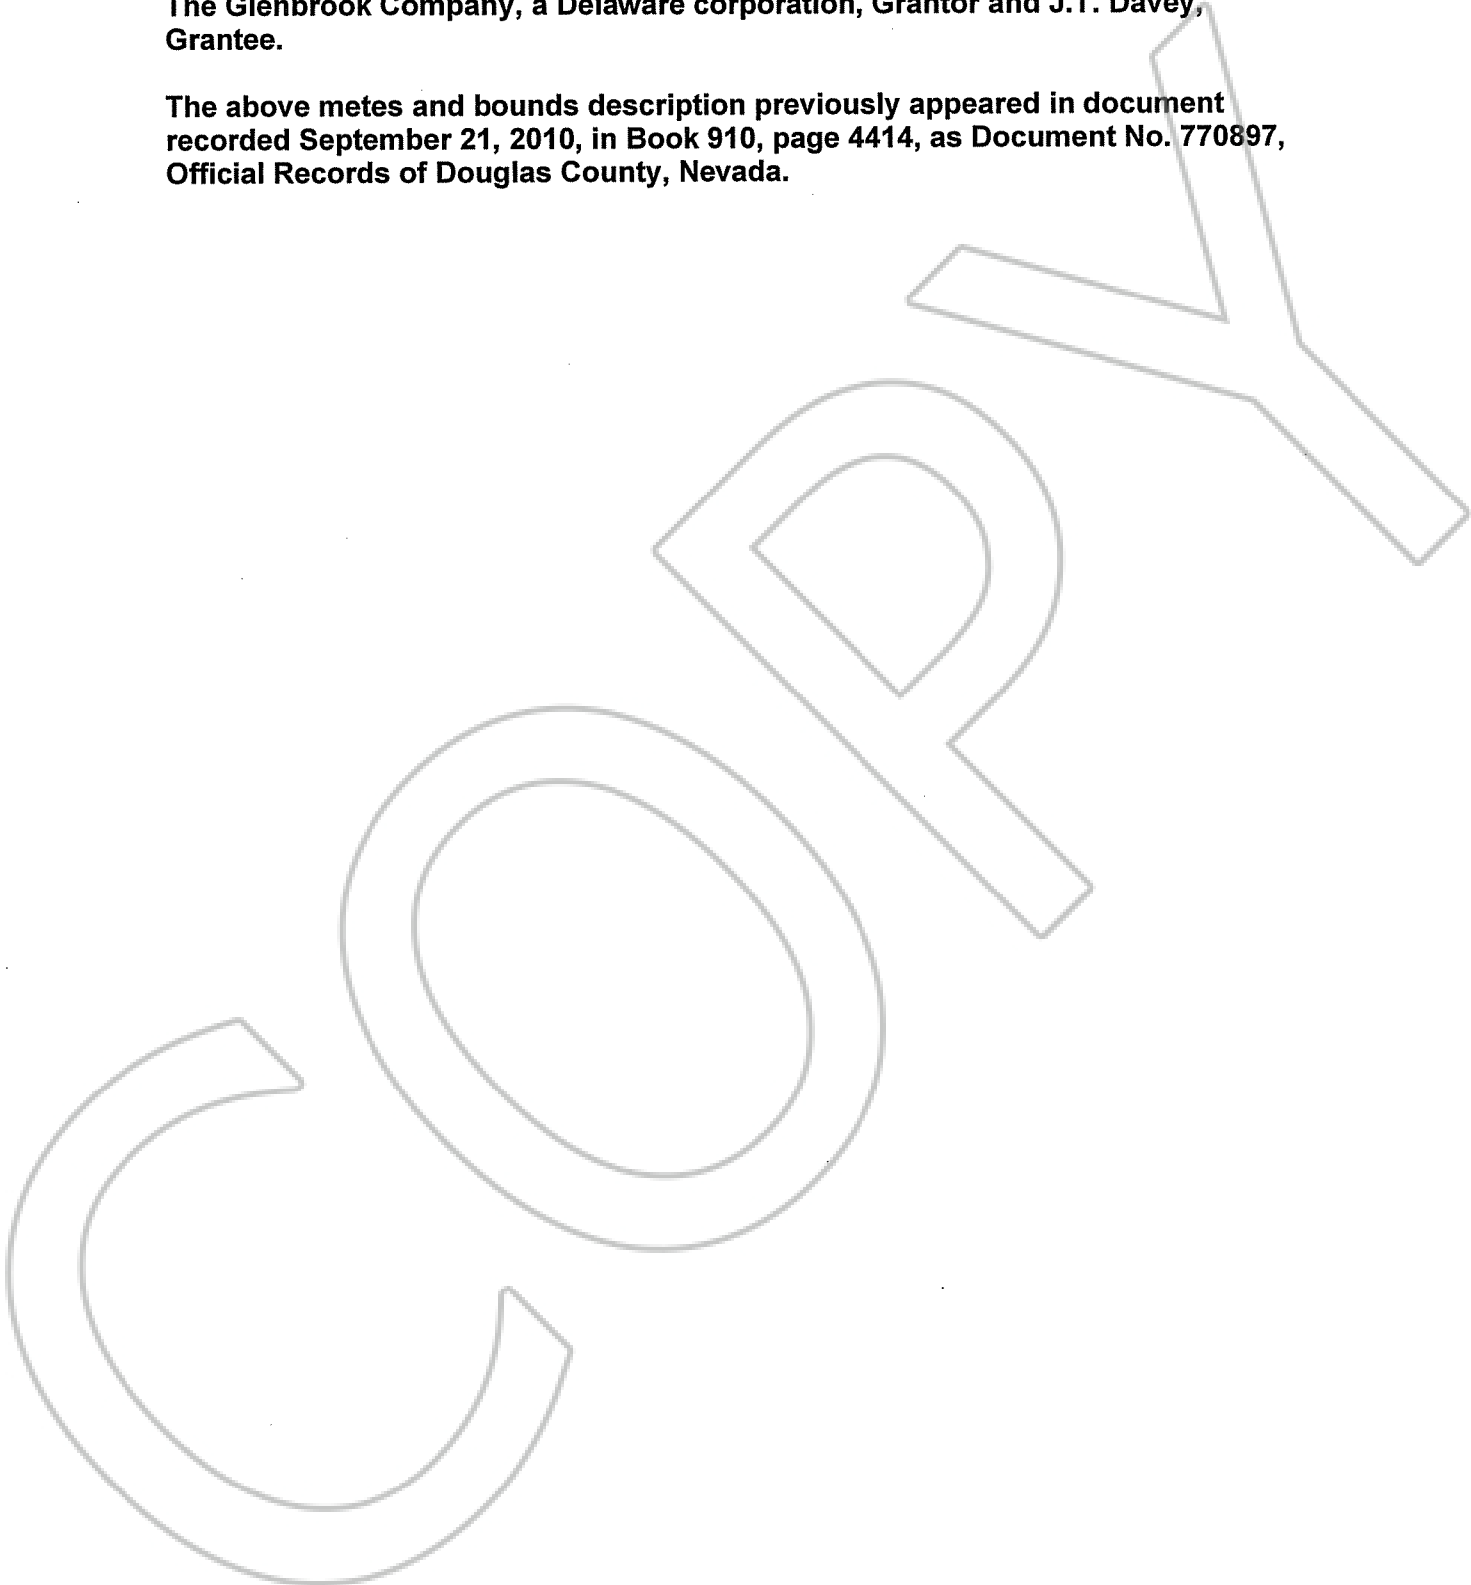 The Glenbrook Company, a Delaware corporation, Grantor and J.T. Davey,
Grantee.
The above metes and bounds description previously appeared in document
recorded September 21, 2010, in Book 910, page 4414, as Document No. 770897,
Official Records of Douglas County, Nevada.
COPY